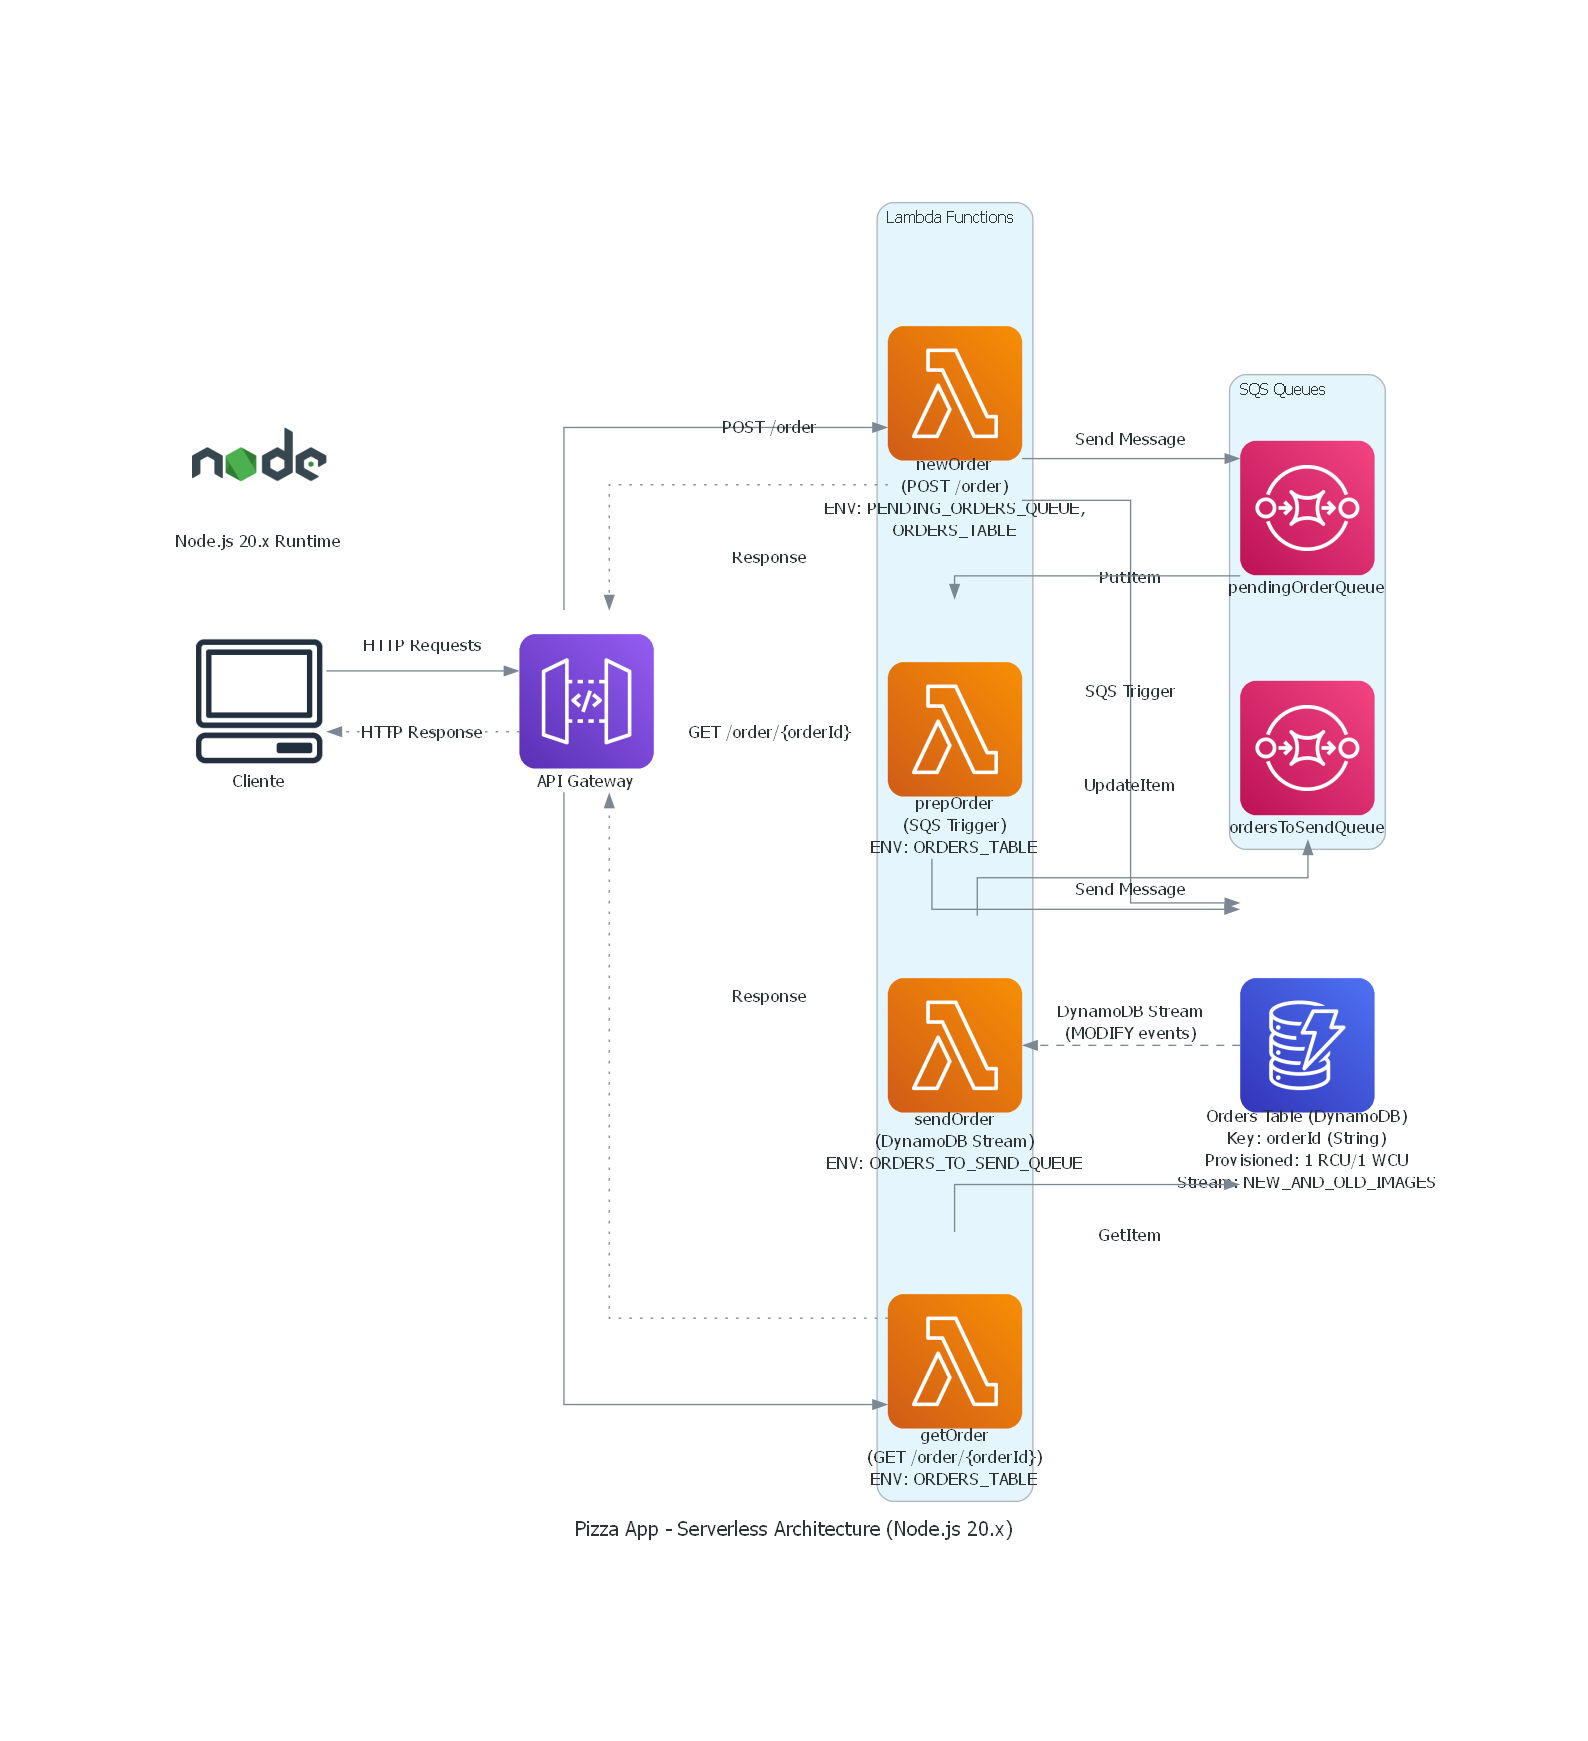 Lambda Functions
SQS Queues
node
Node.js 20.x Runtime
POST /order
newOrder
(POST /order)
ENV: PENDING_ORDERS_QUEUE,
ORDERS_TABLE
Send Message
Response
PutItem
pendingOrderQueue
HTTP Requests
HTTP Response
Cliente
API Gateway
GET /order/{orderId}
SQS Trigger
UpdateItem
prepOrder
(SQS Trigger)
ENV: ORDERS_TABLE
ordersToSendQueue
Send Message
Response
DynamoDB Stream
(MODIFY events)
sendOrder
(DynamoDB Stream)
ENV: ORDERS_TO_SEND_QUEUE
Orders Table (DynamoDB)
Key: orderId (String)
Provisioned: 1 RCU/1 WCU
Stream: NEW_AND_OLD_IMAGES
GetItem
getOrder
(GET /order/{orderId})
ENV: ORDERS_TABLE
Pizza App - Serverless Architecture (Node.js 20.x)